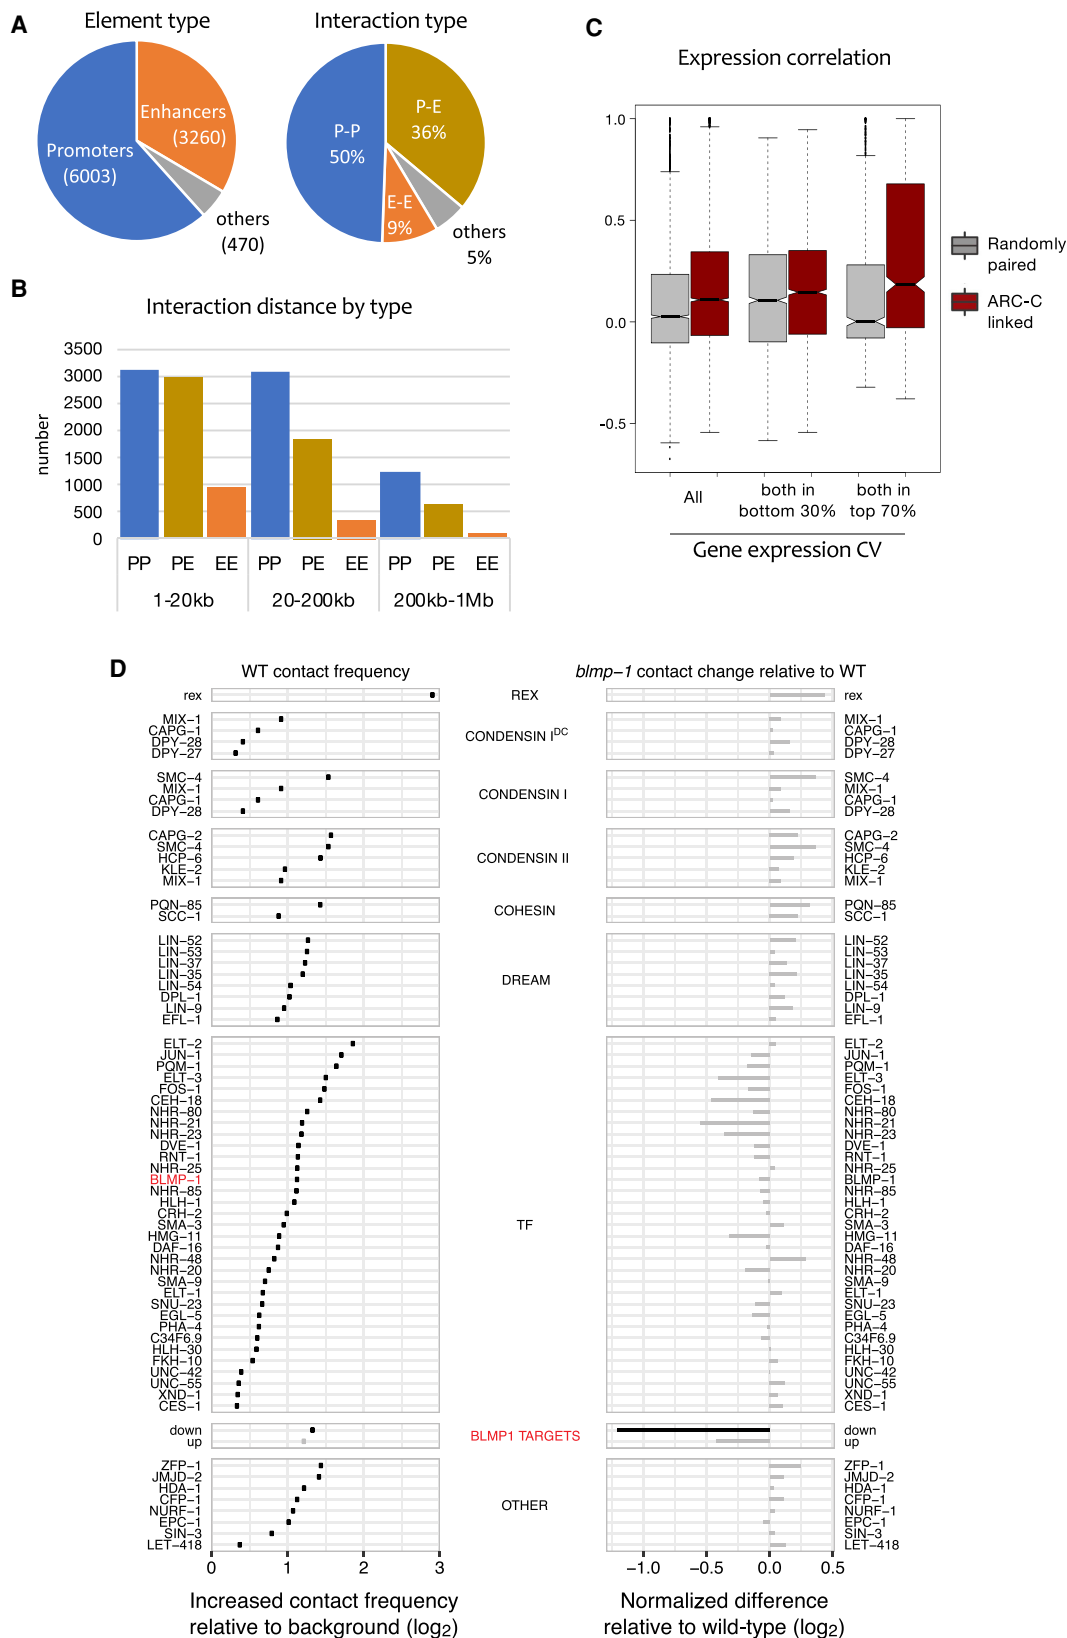 A
Element type
Interaction type
Enhancers
(3260)
Promoters
(6003)
others
(470)
P-P
50%
P-E
36%
E-E
9%
others
5%
B
Interaction distance by type
number
3500
3000
2500
2000
1500
1000
500
0
PP PE EE PP PE EE PP PE EE
1-20kb 20-200kb 200kb-1Mb
C
Expression correlation
1.0
0.5
0.0
−0.5
All
both in
bottom 30%
both in
top 70%
Gene expression CV
Randomly
paired
ARC-C
linked
D
WT contact frequency
blmp−1 contact change relative to WT
rex REX rex
MIX−1 MIX−1
CAPG−1 CAPG−1
CONDENSIN I DC
DPY−28 DPY−28
DPY−27 DPY−27
SMC−4 SMC−4
MIX−1 MIX−1
CONDENSIN I
CAPG−1 CAPG−1
DPY−28 DPY−28
CAPG−2 CAPG−2
SMC−4 SMC−4
HCP−6 CONDENSIN II HCP−6
KLE−2 KLE−2
MIX−1 MIX−1
PQN−85 PQN−85
COHESIN
SCC−1 SCC−1
LIN−52 LIN−52
LIN−53 LIN−53
LIN−37 LIN−37
LIN−35 LIN−35
DREAM
LIN−54 LIN−54
DPL−1 DPL−1
LIN−9 LIN−9
EFL−1 EFL−1
ELT−2 ELT−2
JUN−1 JUN−1
PQM−1 PQM−1
ELT−3 ELT−3
FOS−1 FOS−1
CEH−18 CEH−18
NHR−80 NHR−80
NHR−21 NHR−21
NHR−23 NHR−23
DVE−1 DVE−1
RNT−1 RNT−1
NHR−25 NHR−25
BLMP−1 BLMP−1
NHR−85 NHR−85
HLH−1 HLH−1
CRH−2 CRH−2
SMA−3 TF SMA−3
HMG−11 HMG−11
DAF−16 DAF−16
NHR−48 NHR−48
NHR−20 NHR−20
SMA−9 SMA−9
ELT−1 ELT−1
SNU−23 SNU−23
EGL−5 EGL−5
PHA−4 PHA−4
C34F6.9 C34F6.9
HLH−30 HLH−30
FKH−10 FKH−10
UNC−42 UNC−42
UNC−55 UNC−55
XND−1 XND−1
CES−1 CES−1
down down
BLMP1 TARGETS
up up
ZFP−1 ZFP−1
JMJD−2 JMJD−2
HDA−1 HDA−1
CFP−1 CFP−1
OTHER
NURF−1 NURF−1
EPC−1 EPC−1
SIN−3 SIN−3
LET−418 LET−418
0 1 2 3
−1.0 −0.5 0.0 0.5
Increased contact frequency
relative to background (log2)
Normalized difference
relative to wild-type (log2)